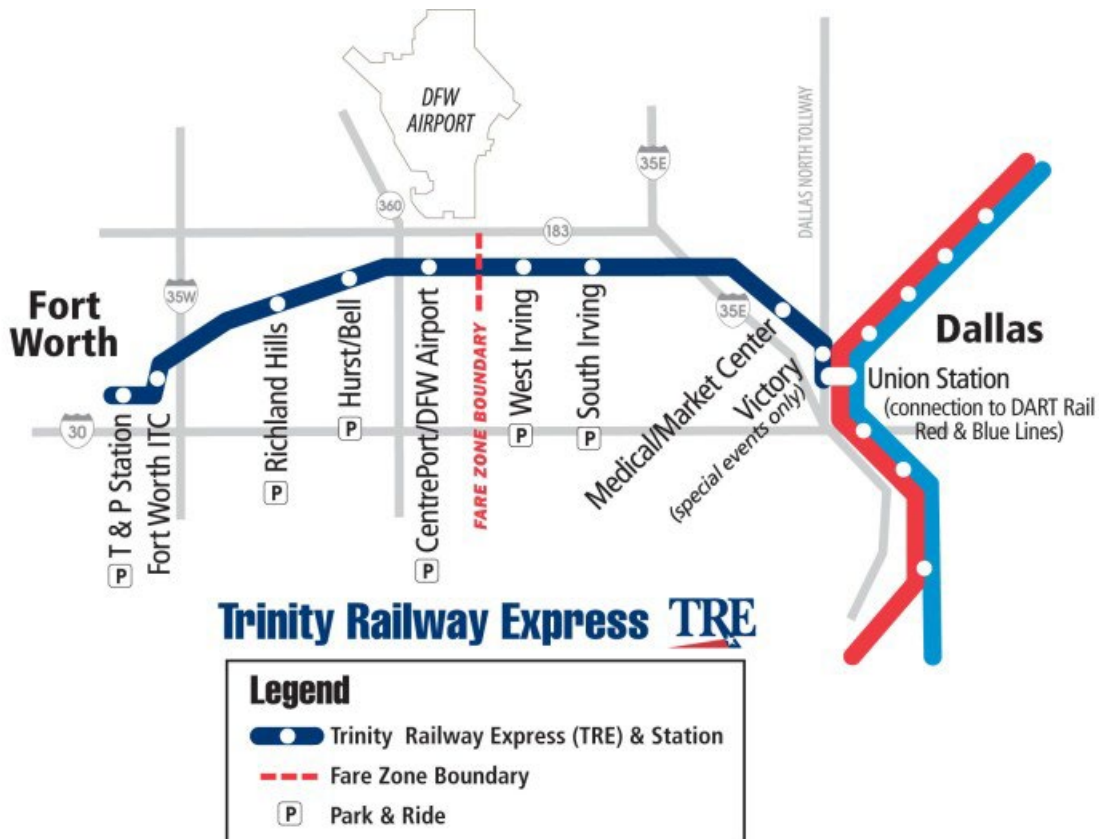 DFW
AIRPORT
35E
DALLAS NORTH TOLLWAY
360
183
35W
35E
Fort
Worth
Dallas
30
P T & P Station
Fort Worth ITC
P Richland Hills
P Hurst/Bell
P CentrePort/DFW Airport
FARE ZONE BOUNDARY
P West Irving
P South Irving
Medical/Market Center
Victory
(special events only)
Union Station
(connection to DART Rail
Red & Blue Lines)
Trinity Railway Express TRE
Legend
Trinity Railway Express (TRE) & Station
Fare Zone Boundary
P Park & Ride